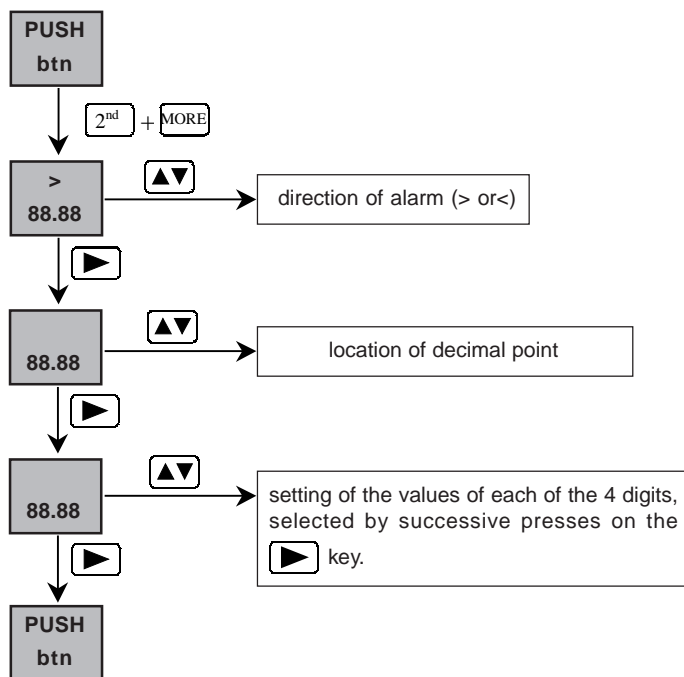 PUSH
btn
2nd + MORE
>
88.88
▲▼
direction of alarm (> or<)
▶
88.88
▲▼
location of decimal point
▶
88.88
▲▼
setting of the values of each of the 4 digits,
selected by successive presses on the
▶ key.
▶
PUSH
btn